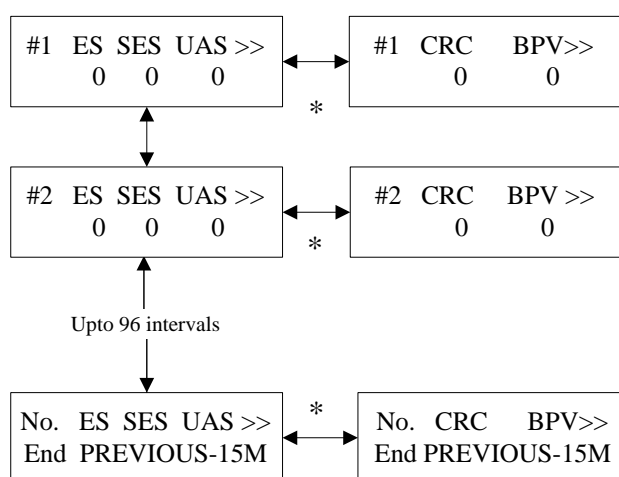 #1 ES SES UAS >>
0 0 0
#1 CRC BPV>>
0 0
*
#2 ES SES UAS >>
0 0 0
#2 CRC BPV >>
0 0
*
Upto 96 intervals
No. ES SES UAS >>
End PREVIOUS-15M
*
No. CRC BPV>>
End PREVIOUS-15M